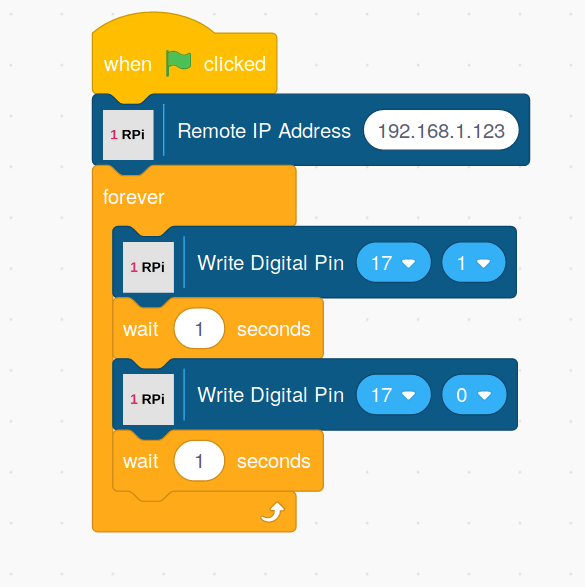 when clicked
1 RPi Remote IP Address 192.168.1.123
forever
1 RPi Write Digital Pin 17 1
wait 1 seconds
1 RPi Write Digital Pin 17 0
wait 1 seconds